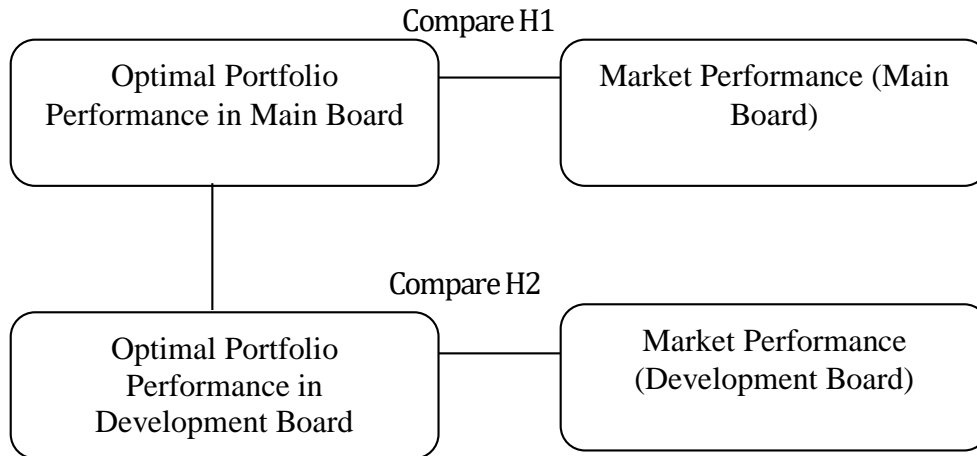 Compare H1
Optimal Portfolio
Performance in Main Board
Market Performance (Main
Board)
Compare H2
Optimal Portfolio
Performance in
Development Board
Market Performance
(Development Board)